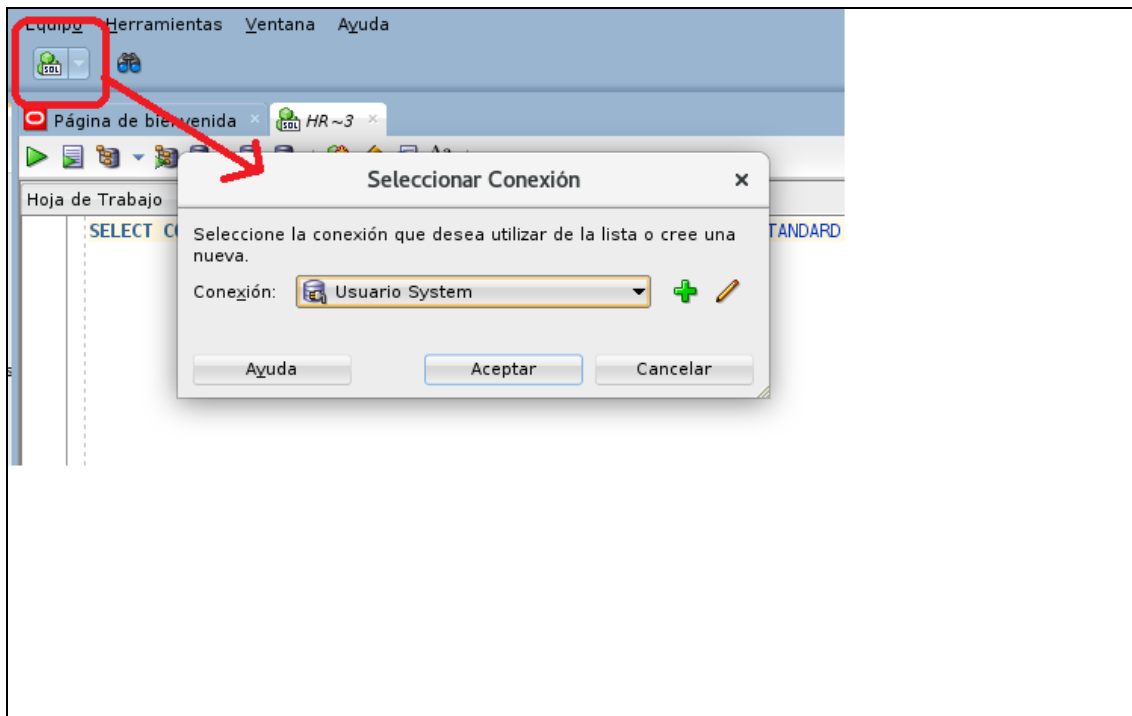 Equipo Herramientas Ventana Ayuda
SQL
Página de bienvenida HR~3
Seleccionar Conexión
Hoja de Trabajo
SELECT
TANDARD
Seleccione la conexión que desea utilizar de la lista o cree una
nueva.
Conexión: Usuario System
Ayuda Aceptar Cancelar